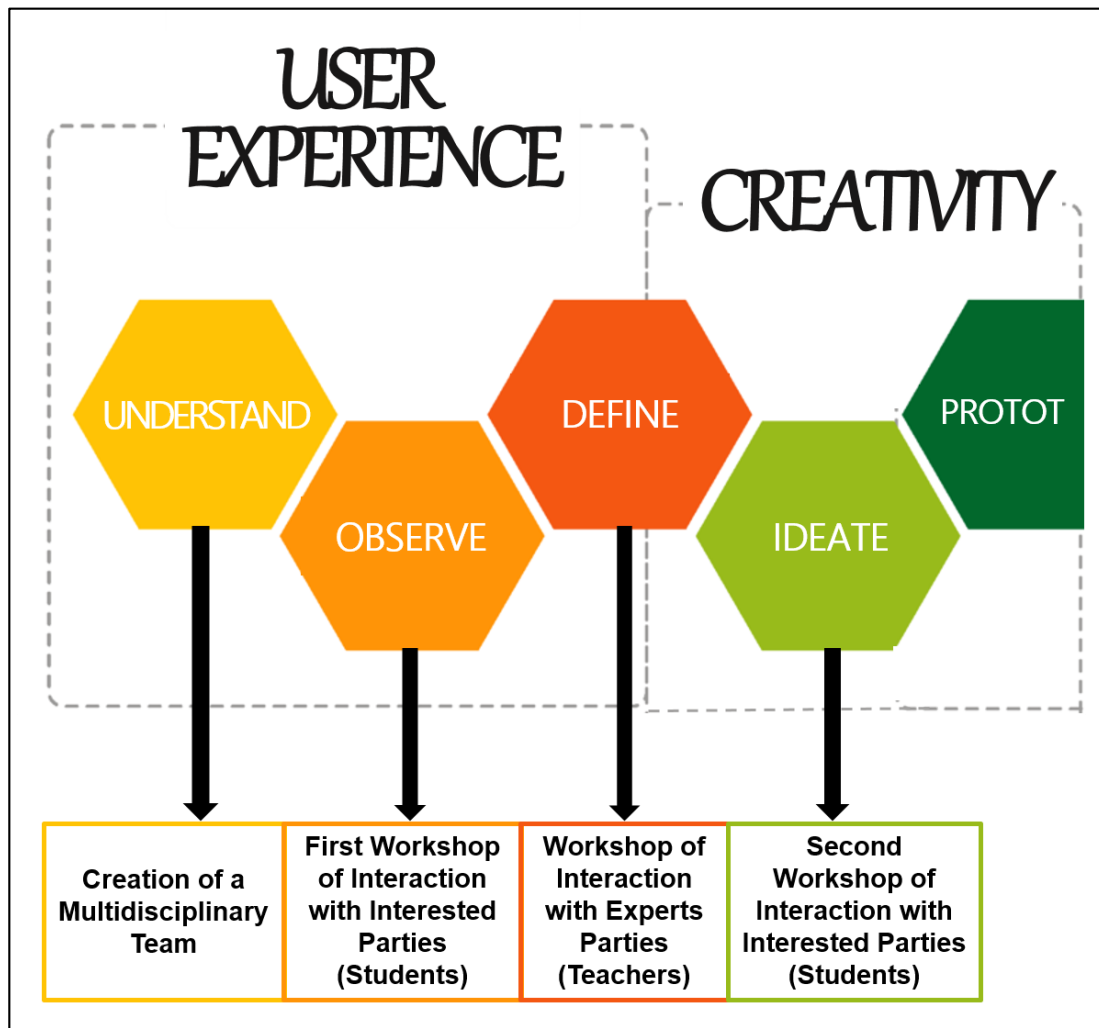 USER
EXPERIENCE
CREATIVITY
UNDERSTAND
OBSERVE
DEFINE
IDEATE
PROTOT
Creation of a
Multidisciplinary
Team
First Workshop
of Interaction
with Interested
Parties
(Students)
Workshop of
Interaction
with Experts
Parties
(Teachers)
Second
Workshop of
Interaction with
Interested Parties
(Students)